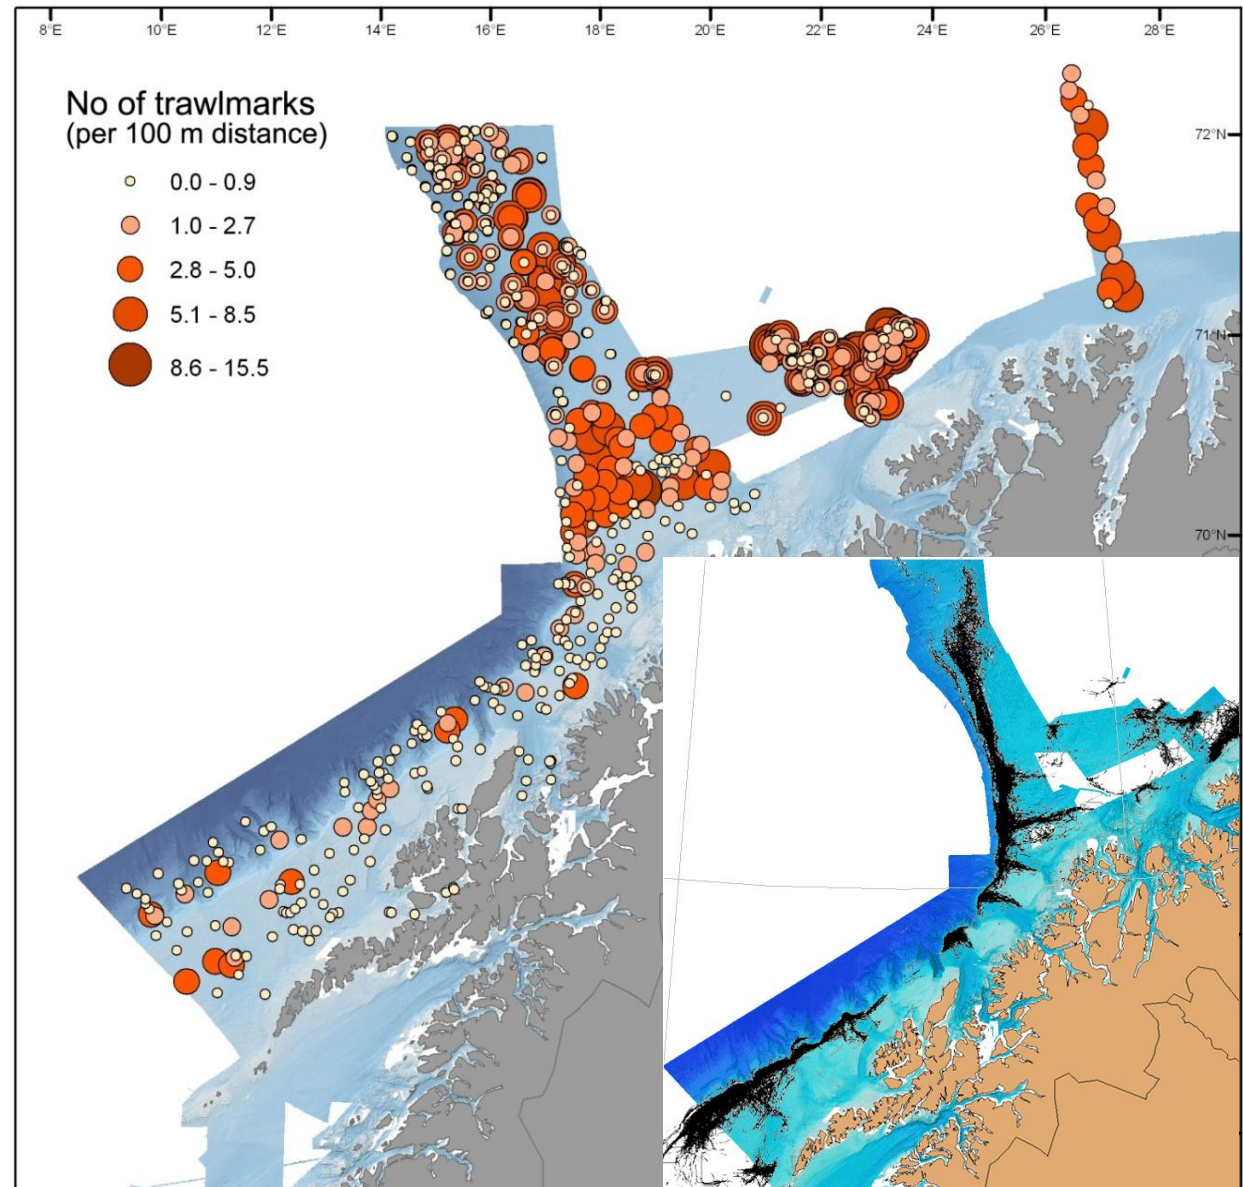 8°E 10°E 12°E 14°E 16°E 18°E 20°E 22°E 24°E 26°E 28°E
No of trawlmarks
(per 100 m distance)
0.0 - 0.9
1.0 - 2.7
2.8 - 5.0
5.1 - 8.5
8.6 - 15.5
72°N
71°N
70°N